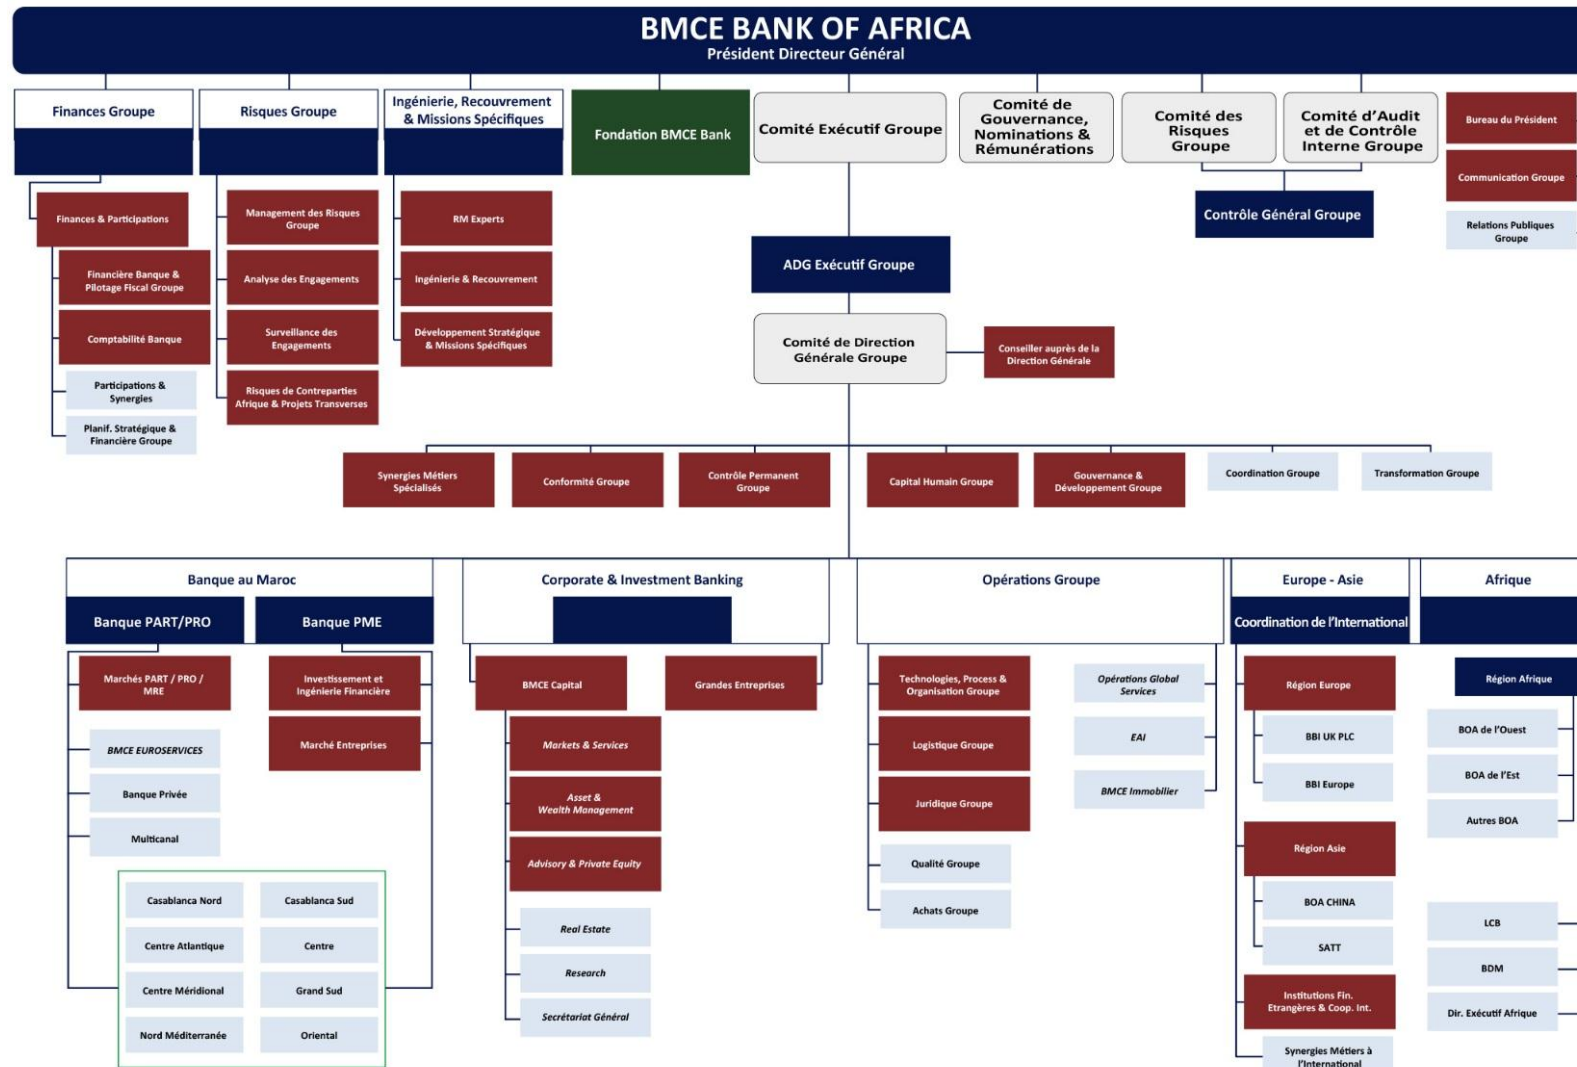 BMCE BANK OF AFRICA
Président Directeur Général
Finances Groupe
Risques Groupe
Ingénierie, Recouvrement
& Missions Spécifiques
Fondation BMCE Bank
Comité Exécutif Groupe
Comité de
Gouvernance,
Nominations &
Rémunérations
Comité des
Risques
Groupe
Comité d'Audit
et de Contrôle
Interne Groupe
Bureau du Président
Communication Groupe
Relations Publiques
Groupe
Contrôle Général Groupe
Finances & Participations
Financière Banque &
Pilotage Fiscal Groupe
Comptabilité Banque
Participations &
Synergies
Planif. Stratégique &
Financière Groupe
Management des Risques
Groupe
Analyse des Engagements
Surveillance des
Engagements
Risques de Contreparties
Afrique & Projets Transverses
RM Experts
Ingénierie & Recouvrement
Développement Stratégique
& Missions Spécifiques
ADG Exécutif Groupe
Comité de Direction
Générale Groupe
Conseiller auprès de la
Direction Générale
Synergies Métiers
Spécialisés
Conformité Groupe
Contrôle Permanent
Groupe
Capital Humain Groupe
Gouvernance &
Développement Groupe
Coordination Groupe
Transformation Groupe
Banque au Maroc
Banque PART/PRO
Banque PME
Marchés PART / PRO /
MRE
BMCE EUROSERVICES
Banque Privée
Multicanal
Investissement et
Ingénierie Financière
Marché Entreprises
Casablanca Nord
Casablanca Sud
Centre Atlantique
Centre
Centre Méridional
Grand Sud
Nord Méditerranée
Oriental
Corporate & Investment Banking
BMCE Capital
Grandes Entreprises
Markets & Services
Asset &
Wealth Management
Advisory & Private Equity
Real Estate
Research
Secrétariat Général
Opérations Groupe
Technologies, Process &
Organisation Groupe
Logistique Groupe
Juridique Groupe
Qualité Groupe
Achats Groupe
Opérations Global
Services
EAI
BMCE Immobilier
Europe - Asie
Coordination de l'International
Région Europe
BBI UK PLC
BBI Europe
Région Asie
BOA CHINA
SATT
Institutions Fin.
Etrangères & Coop. Int.
Synergies Métiers à
l'International
Afrique
Région Afrique
BOA de l'Ouest
BOA de l'Est
Autres BOA
LCB
BDM
Dir. Exécutif Afrique